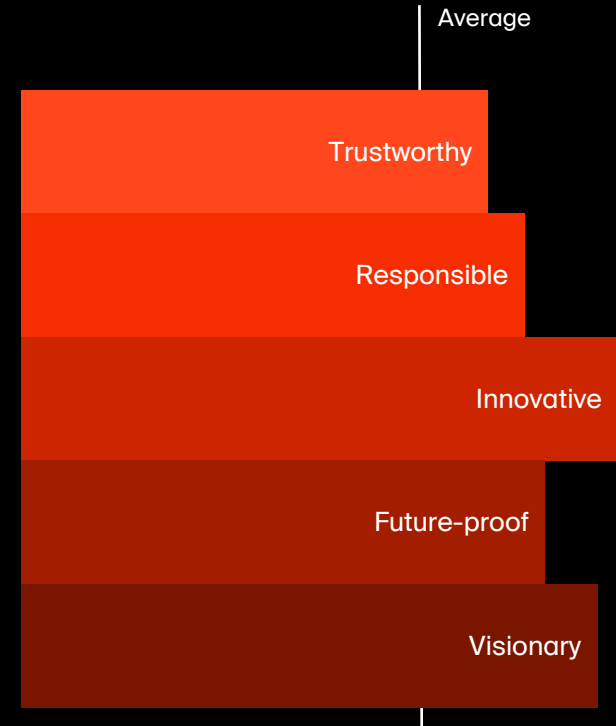 Average
Trustworthy
Responsible
Innovative
Future-proof
Visionary